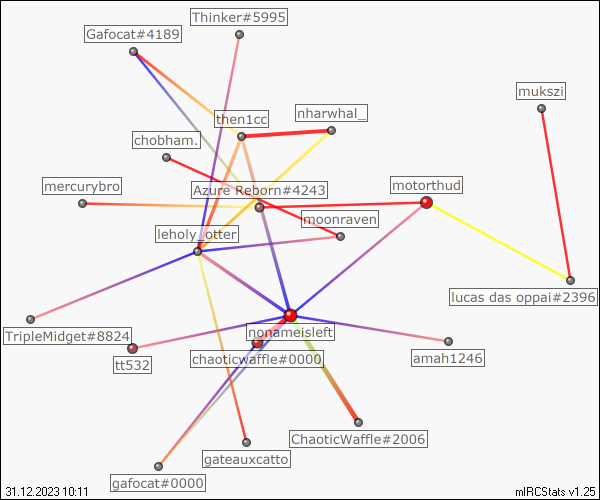 Thinker#5995
Gafocat#4189
mukszi
nharwhal_
then1cc
chobham.
mercurybro
Azure Reborn#4243
motorthud
moonraven
leholy_otter
lucas das oppai#2396
nonameisleft
TripleMidget#8824
tt532
chaoticwaffle#0000
amah1246
ChaoticWaffle#2006
gateauxcatto
gafocat#0000
31.12.2023 10:11
mIRCStats v1.25